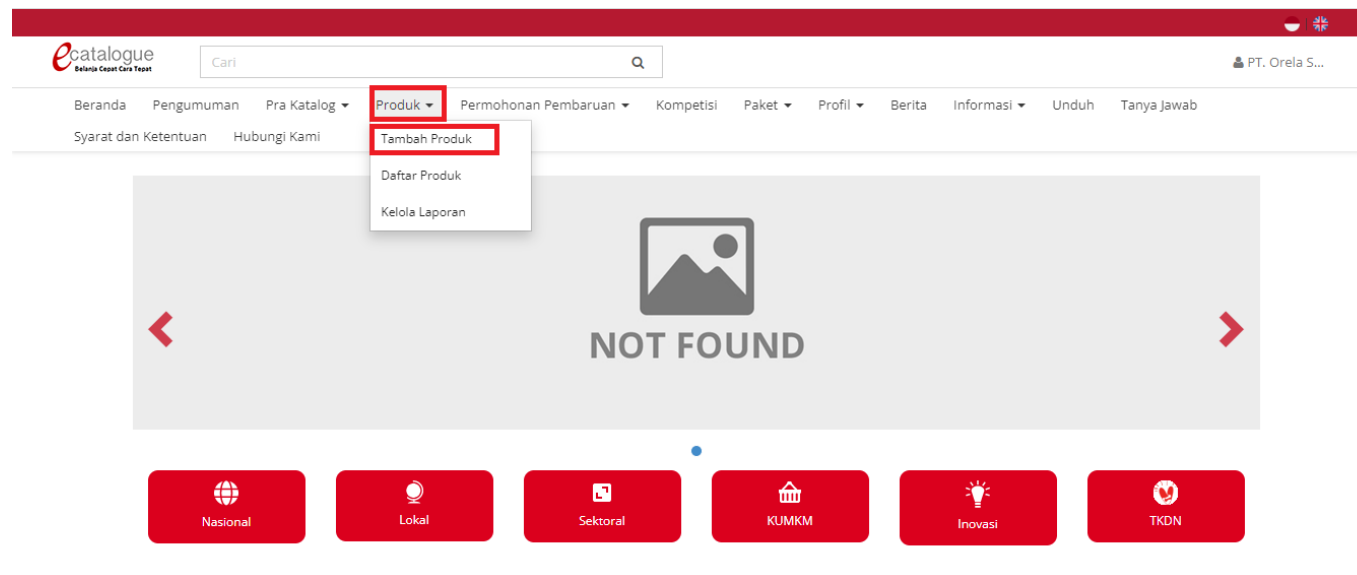 ecatalogue
Belanja Cepat Cara Tepat
Cari
PT. Orela S...
Beranda Pengumuman Pra Katalog Produk Permohonan Pembaruan Kompetisi Paket Profil Berita Informasi Unduh Tanya Jawab
Syarat dan Ketentuan Hubungi Kami
Tambah Produk
Daftar Produk
Kelola Laporan
NOT FOUND
Nasional Lokal Sektoral KUMKM Inovasi TKDN